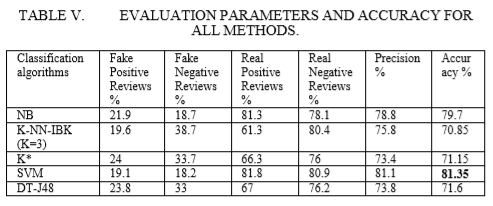 TABLE V. EVALUATION PARAMETERS AND ACCURACY FOR
ALL METHODS.
Classification algorithms | Fake Positive Reviews % | Fake Negative Reviews % | Real Positive Reviews % | Real Negative Reviews % | Precision % | Accur acy %
NB | 21.9 | 18.7 | 81.3 | 78.1 | 78.8 | 79.7
K-NN-IBK (K=3) | 19.6 | 38.7 | 61.3 | 80.4 | 75.8 | 70.85
K* | 24 | 33.7 | 66.3 | 76 | 73.4 | 71.15
SVM | 19.1 | 18.2 | 81.8 | 80.9 | 81.1 | 81.35
DT-J48 | 23.8 | 33 | 67 | 76.2 | 73.8 | 71.6